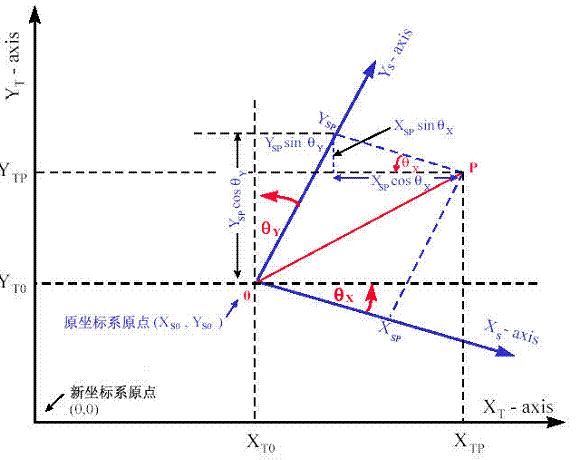 Y_T - axis
Y_S - axis
Y_SP
X_SP sin θ_X
Y_SP sin θ_Y
θ_X
P
Y_TP
X_SP cos θ_X
Y_SP cos θ_Y
θ_Y
Y_T0
0
θ_X
原坐标系原点 (X_S0 , Y_S0 )
X_SP
X_S - axis
新坐标系原点
(0,0)
X_T - axis
X_T0
X_TP